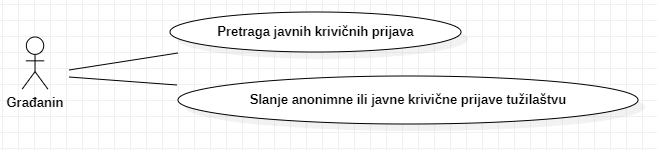 Pretraga javnih krivičnih prijava
Građanin
Slanje anonimne ili javne krivične prijave tužilaštvu